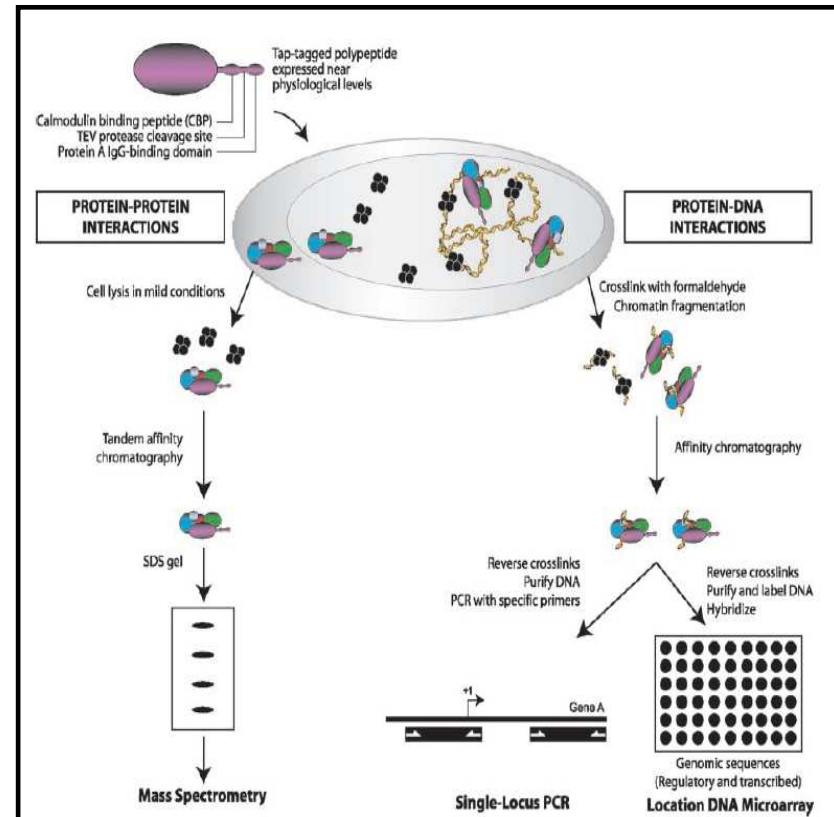 Tap-tagged polypeptide
expressed near
physiological levels
Calmodulin binding peptide (CBP)
TEV protease cleavage site
Protein A IgG-binding domain
PROTEIN-PROTEIN
INTERACTIONS
PROTEIN-DNA
INTERACTIONS
Cell lysis in mild conditions
Crosslink with formaldehyde
Chromatin fragmentation
Tandem affinity
chromatography
Affinity chromatography
SDS gel
Reverse crosslinks
Purify DNA
PCR with specific primers
Reverse crosslinks
Purify and label DNA
Hybridize
+1
Gene A
Genomic sequences
(Regulatory and transcribed)
Mass Spectrometry
Single-Locus PCR
Location DNA Microarray